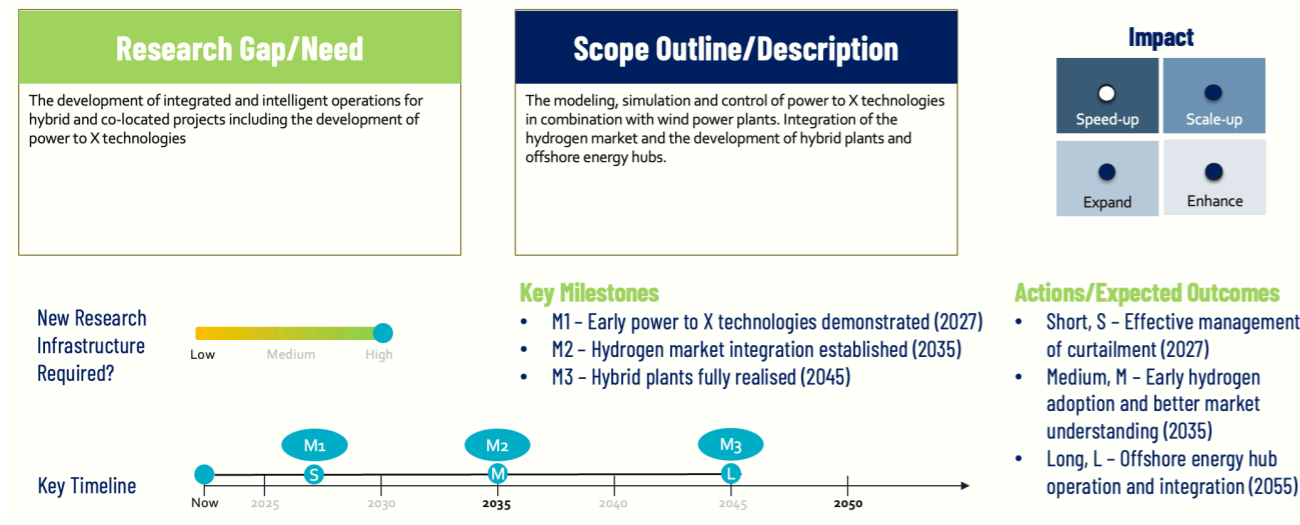 Research Gap/Need
The development of integrated and intelligent operations for
hybrid and co-located projects including the development of
power to X technologies
Scope Outline/Description
The modeling, simulation and control of power to X technologies
in combination with wind power plants. Integration of the
hydrogen market and the development of hybrid plants and
offshore energy hubs.
Impact
Speed-up
Scale-up
Expand
Enhance
New Research
Infrastructure
Required?
Low
Medium
High
Key Milestones
• M1 – Early power to X technologies demonstrated (2027)
• M2 – Hydrogen market integration established (2035)
• M3 – Hybrid plants fully realised (2045)
Actions/Expected Outcomes
• Short, S – Effective management
of curtailment (2027)
• Medium, M – Early hydrogen
adoption and better market
understanding (2035)
• Long, L – Offshore energy hub
operation and integration (2055)
Key Timeline
M1
M2
M3
S
M
L
Now
2025
2030
2035
2040
2045
2050